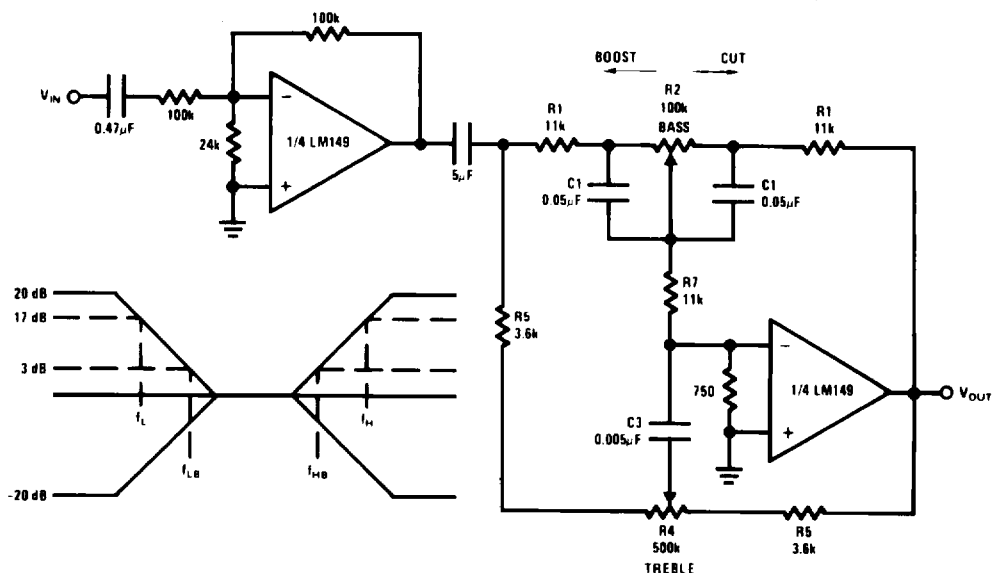 100k
V_IN
0.47μF
100k
24k
1/4 LM149
−
+
5μF
BOOST
CUT
R1
11k
R2
100k
BASS
R1
11k
C1
0.05μF
C1
0.05μF
R7
11k
R5
3.6k
750
−
+
1/4 LM149
V_OUT
C3
0.005μF
R4
500k
TREBLE
R5
3.6k
20 dB
17 dB
3 dB
-20 dB
f_L
f_LB
f_HB
f_H